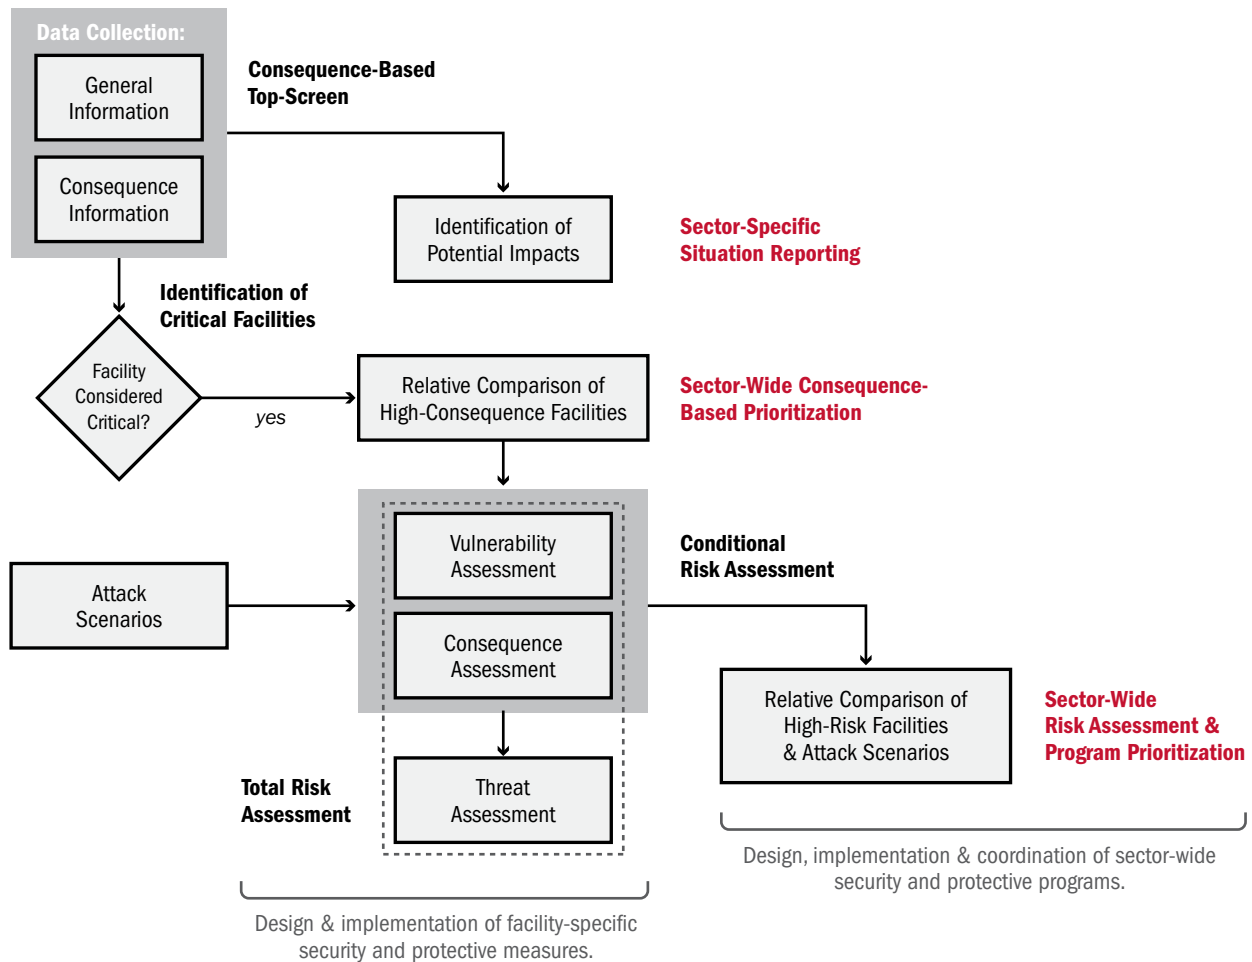 Data Collection:
General
Information
Consequence
Information
Consequence-Based
Top-Screen
Identification of
Potential Impacts
Sector-Specific
Situation Reporting
Identification of
Critical Facilities
Facility
Considered
Critical?
yes
Relative Comparison of
High-Consequence Facilities
Sector-Wide Consequence-
Based Prioritization
Attack
Scenarios
Vulnerability
Assessment
Consequence
Assessment
Conditional
Risk Assessment
Relative Comparison of
High-Risk Facilities
& Attack Scenarios
Sector-Wide
Risk Assessment &
Program Prioritization
Total Risk
Assessment
Threat
Assessment
Design & implementation of facility-specific
security and protective measures.
Design, implementation & coordination of sector-wide
security and protective programs.